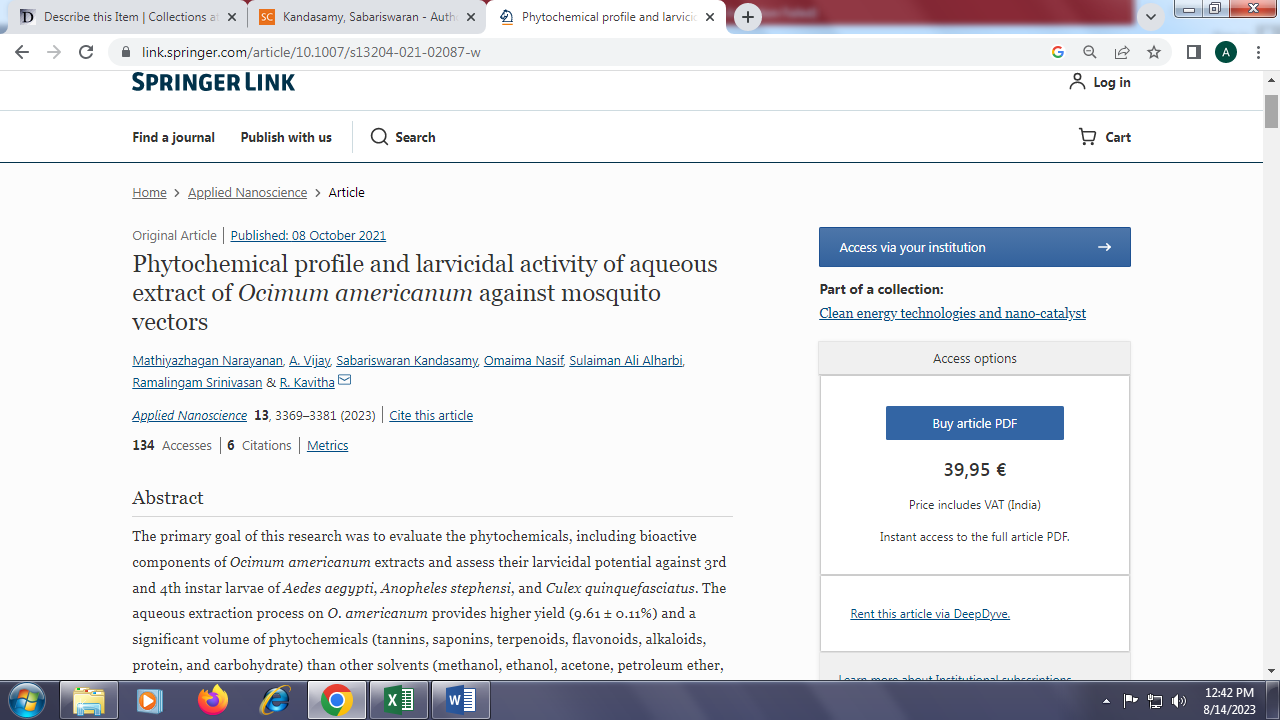 Describe this Item | Collections at
Kandasamy, Sabariswaran - Auth
Phytochemical profile and larvicid
link.springer.com/article/10.1007/s13204-021-02087-w
A
SPRINGER LINK
Log in
Find a journal
Publish with us
Search
Cart
Home > Applied Nanoscience > Article
Original Article | Published: 08 October 2021
Phytochemical profile and larvicidal activity of aqueous
extract of Ocimum americanum against mosquito
vectors
Mathiyazhagan Narayanan, A. Vijay, Sabariswaran Kandasamy, Omaima Nasif, Sulaiman Ali Alharbi,
Ramalingam Srinivasan & R. Kavitha
Applied Nanoscience 13, 3369–3381 (2023) | Cite this article
134 Accesses | 6 Citations | Metrics
Abstract
The primary goal of this research was to evaluate the phytochemicals, including bioactive
components of Ocimum americanum extracts and assess their larvicidal potential against 3rd
and 4th instar larvae of Aedes aegypti, Anopheles stephensi, and Culex quinquefasciatus. The
aqueous extraction process on O. americanum provides higher yield (9.61 ± 0.11%) and a
significant volume of phytochemicals (tannins, saponins, terpenoids, flavonoids, alkaloids,
protein, and carbohydrate) than other solvents (methanol, ethanol, acetone, petroleum ether,
Access via your institution
Part of a collection:
Clean energy technologies and nano-catalyst
Access options
Buy article PDF
39,95 €
Price includes VAT (India)
Instant access to the full article PDF.
Rent this article via DeepDyve.
Learn more about Institutional subscriptions
12:42 PM
8/14/2023